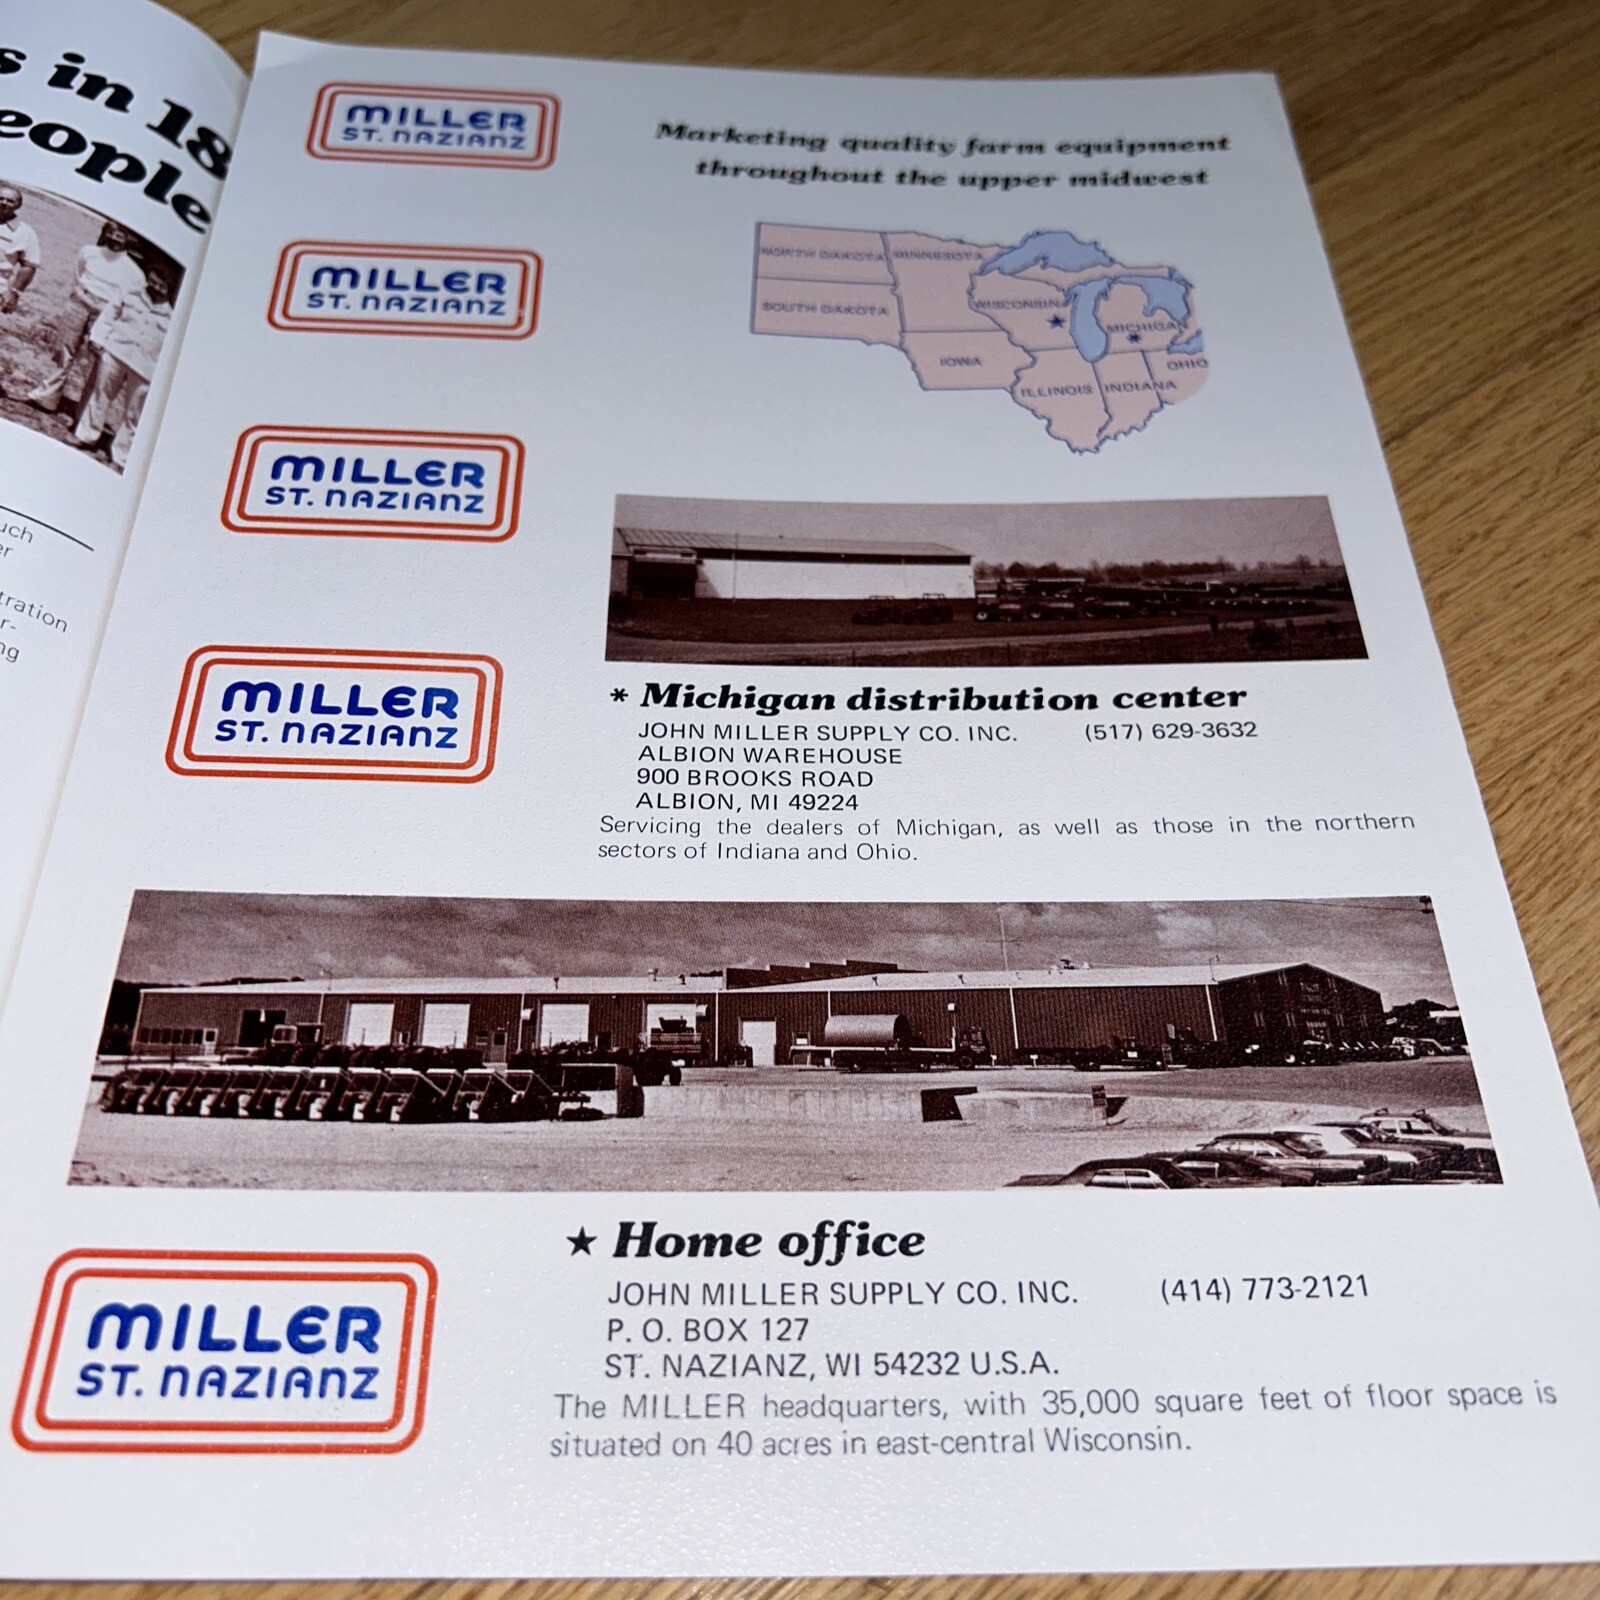 s in 18
eople
uch
er
tration
r-
ng
MILLER
ST. NAZIANZ
MILLER
ST. NAZIANZ
MILLER
ST. NAZIANZ
MILLER
ST. NAZIANZ
Marketing quality farm equipment
throughout the upper midwest
NORTH DAKOTA
MINNESOTA
SOUTH DAKOTA
WISCONSIN
MICHIGAN
IOWA
ILLINOIS
INDIANA
OHIO
* Michigan distribution center
JOHN MILLER SUPPLY CO. INC. (517) 629-3632
ALBION WAREHOUSE
900 BROOKS ROAD
ALBION, MI 49224
Servicing the dealers of Michigan, as well as those in the northern
sectors of Indiana and Ohio.
★ Home office
JOHN MILLER SUPPLY CO. INC. (414) 773-2121
P. O. BOX 127
ST. NAZIANZ, WI 54232 U.S.A.
The MILLER headquarters, with 35,000 square feet of floor space is
situated on 40 acres in east-central Wisconsin.
MILLER
ST. NAZIANZ